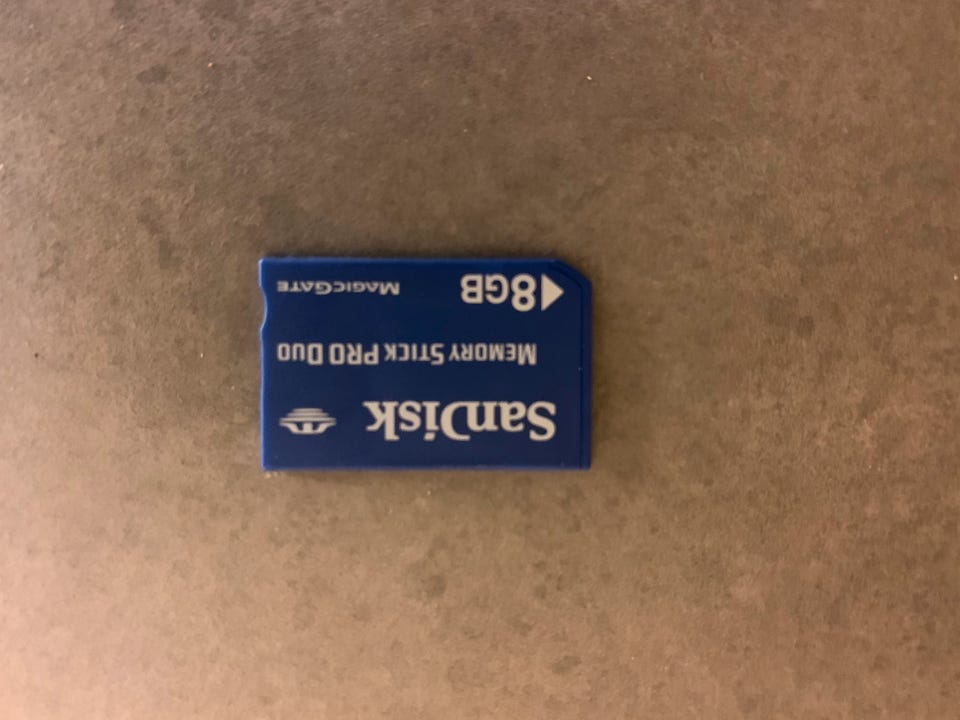 SanDisk
Memory Stick PRO Duo
8GB MagicGate